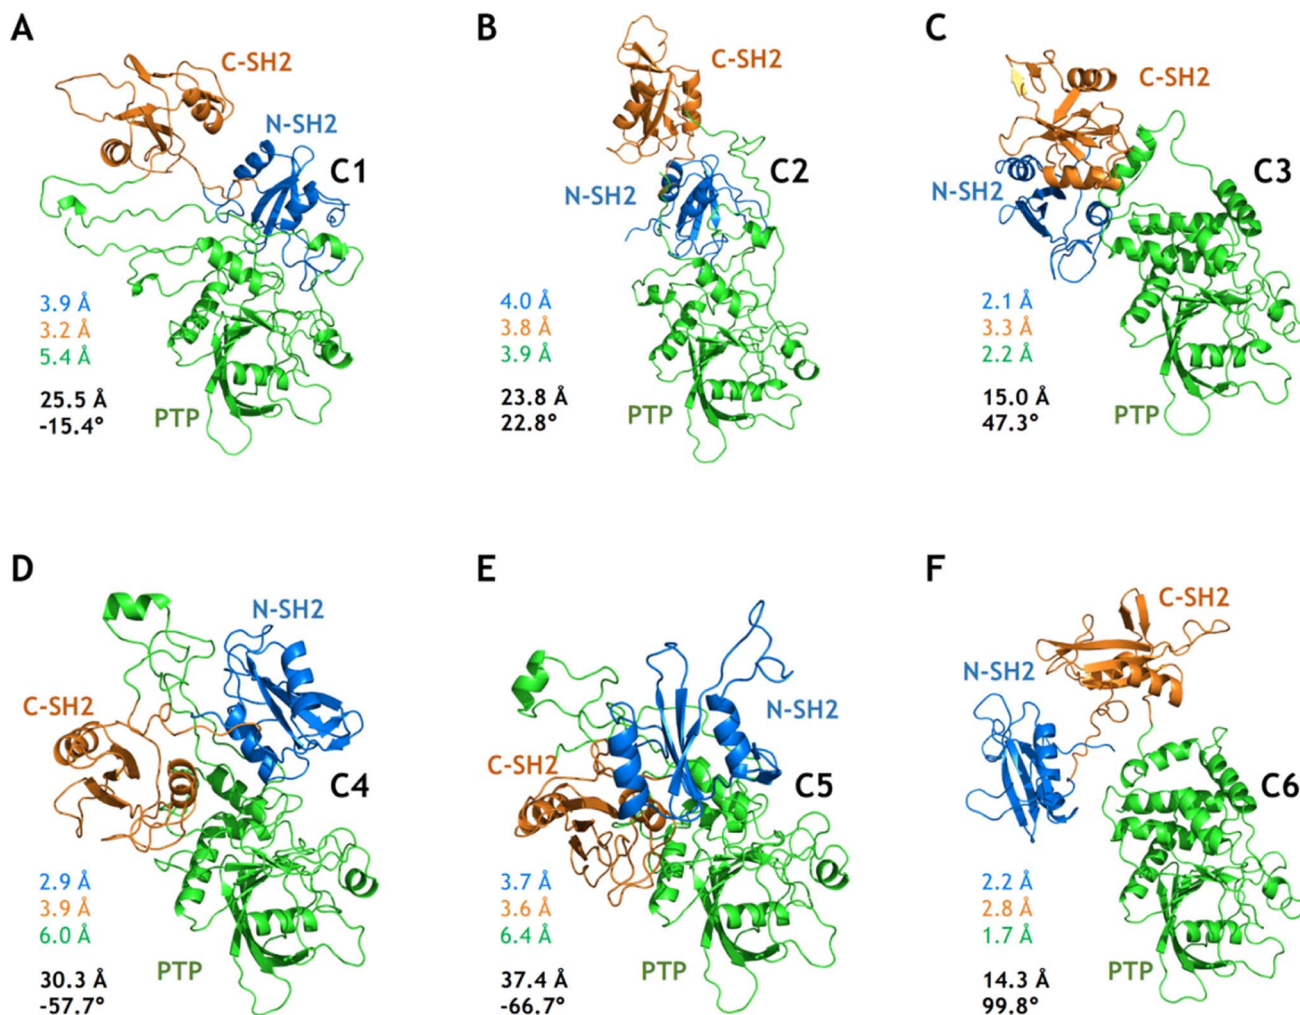 A
C-SH2
N-SH2
C1
3.9 Å
3.2 Å
5.4 Å
25.5 Å
-15.4°
PTP
B
C-SH2
N-SH2
C2
4.0 Å
3.8 Å
3.9 Å
23.8 Å
22.8°
PTP
C
C-SH2
N-SH2
C3
2.1 Å
3.3 Å
2.2 Å
15.0 Å
47.3°
PTP
D
N-SH2
C-SH2
C4
2.9 Å
3.9 Å
6.0 Å
30.3 Å
-57.7°
PTP
E
N-SH2
C-SH2
C5
3.7 Å
3.6 Å
6.4 Å
37.4 Å
-66.7°
PTP
F
C-SH2
N-SH2
C6
2.2 Å
2.8 Å
1.7 Å
14.3 Å
99.8°
PTP